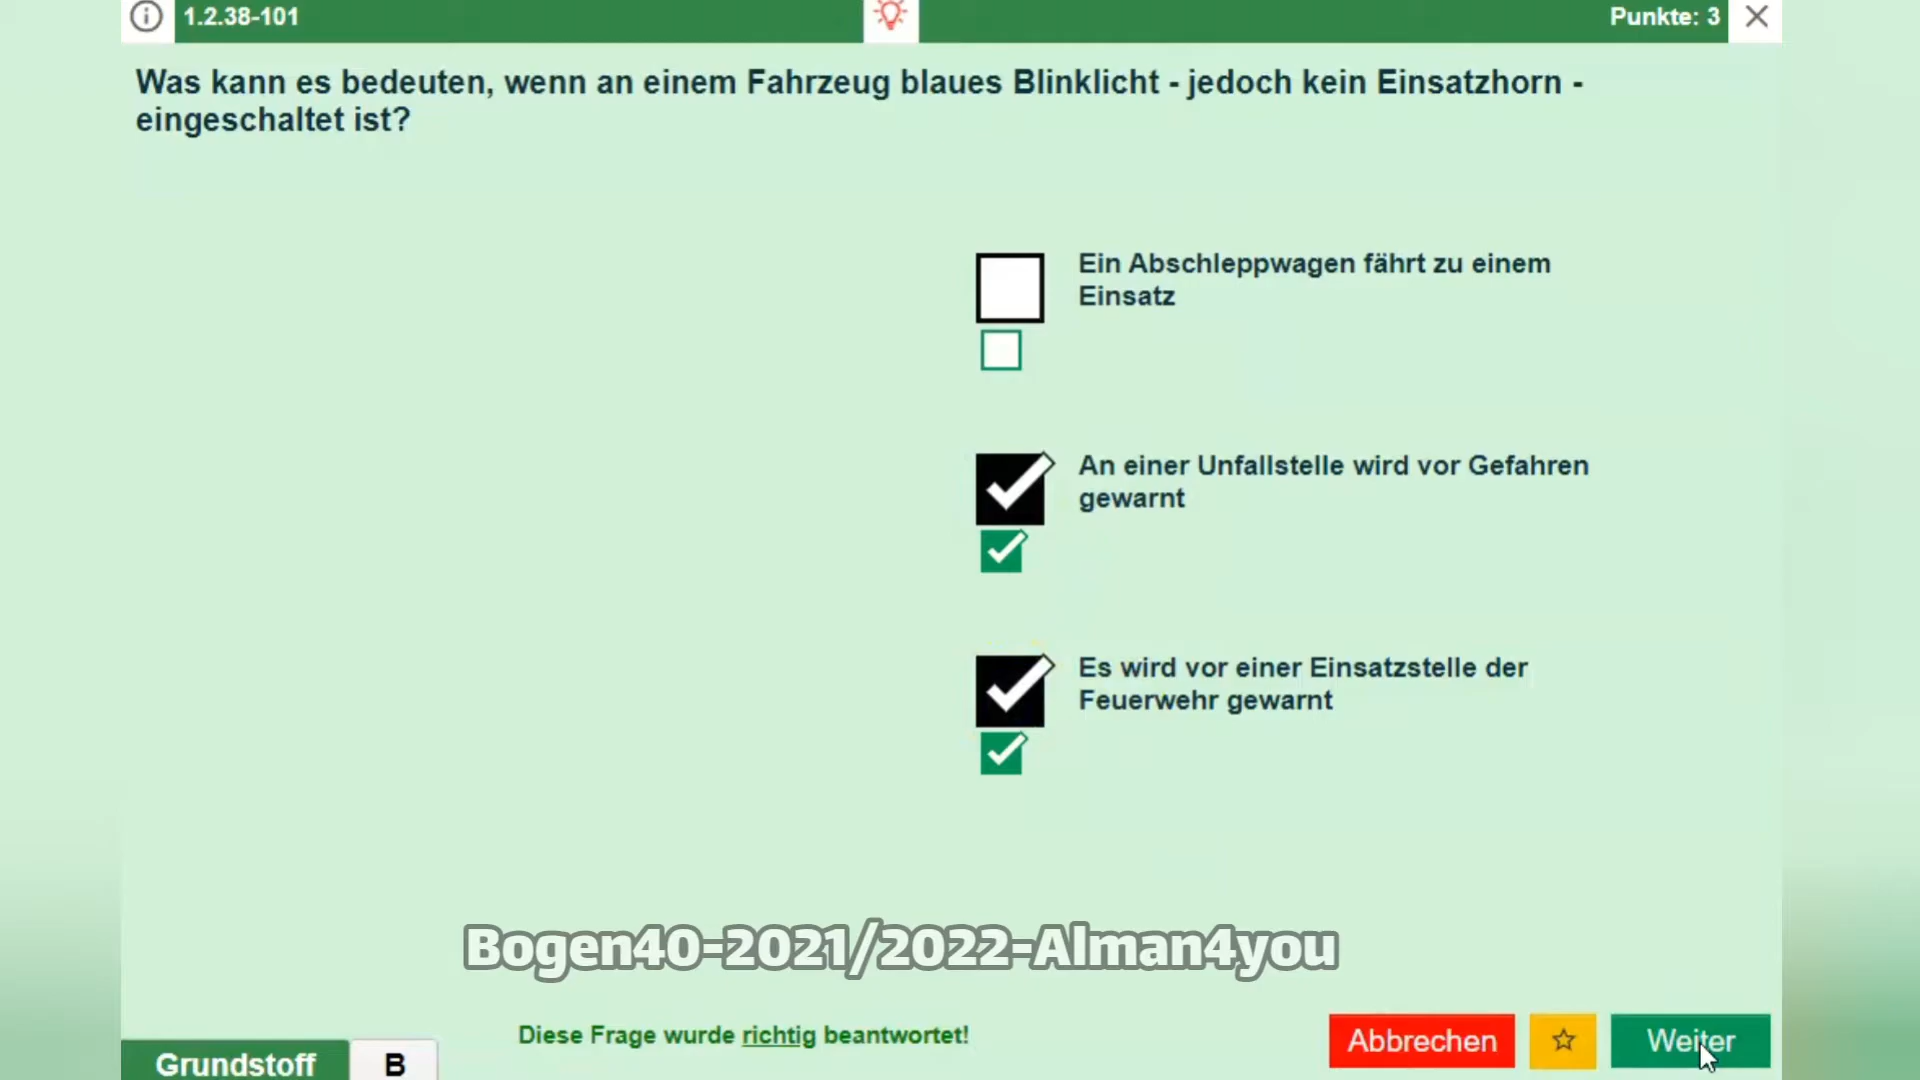 1.2.38-101
Punkte: 3
Was kann es bedeuten, wenn an einem Fahrzeug blaues Blinklicht - jedoch kein Einsatzhorn -
eingeschaltet ist?
Ein Abschleppwagen fährt zu einem
Einsatz
An einer Unfallstelle wird vor Gefahren
gewarnt
Es wird vor einer Einsatzstelle der
Feuerwehr gewarnt
Bogen40-2021/2022-Alman4you
Diese Frage wurde richtig beantwortet!
Abbrechen
Weiter
Grundstoff
B